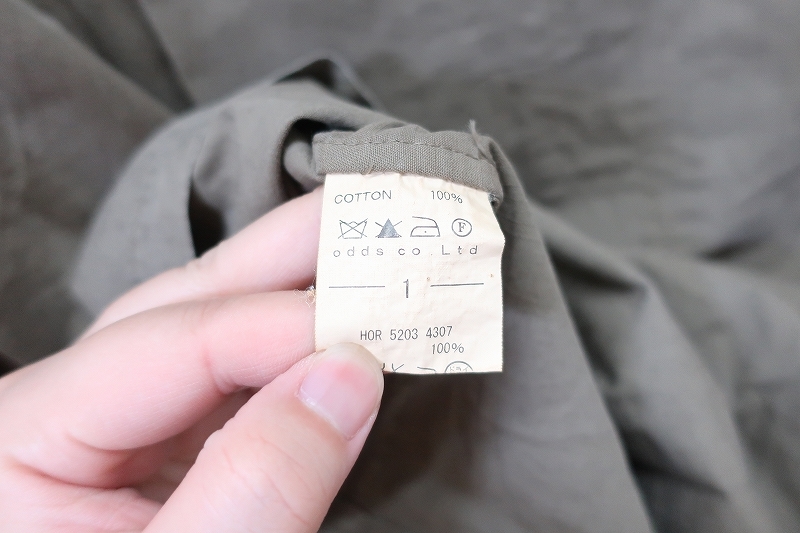 COTTON 100%
F
odds co.Ltd
1
HOR 5203 4307
100%